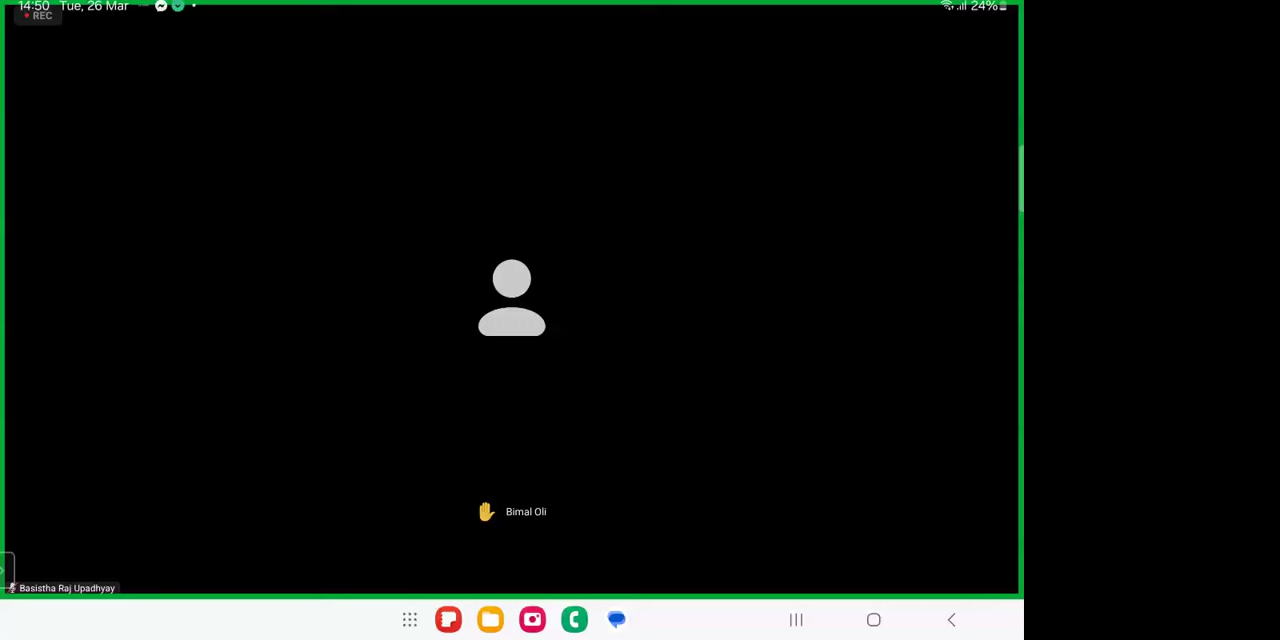 14:50 Tue, 26 Mar
24%
REC
Bimal Oli
Basistha Raj Upadhyay